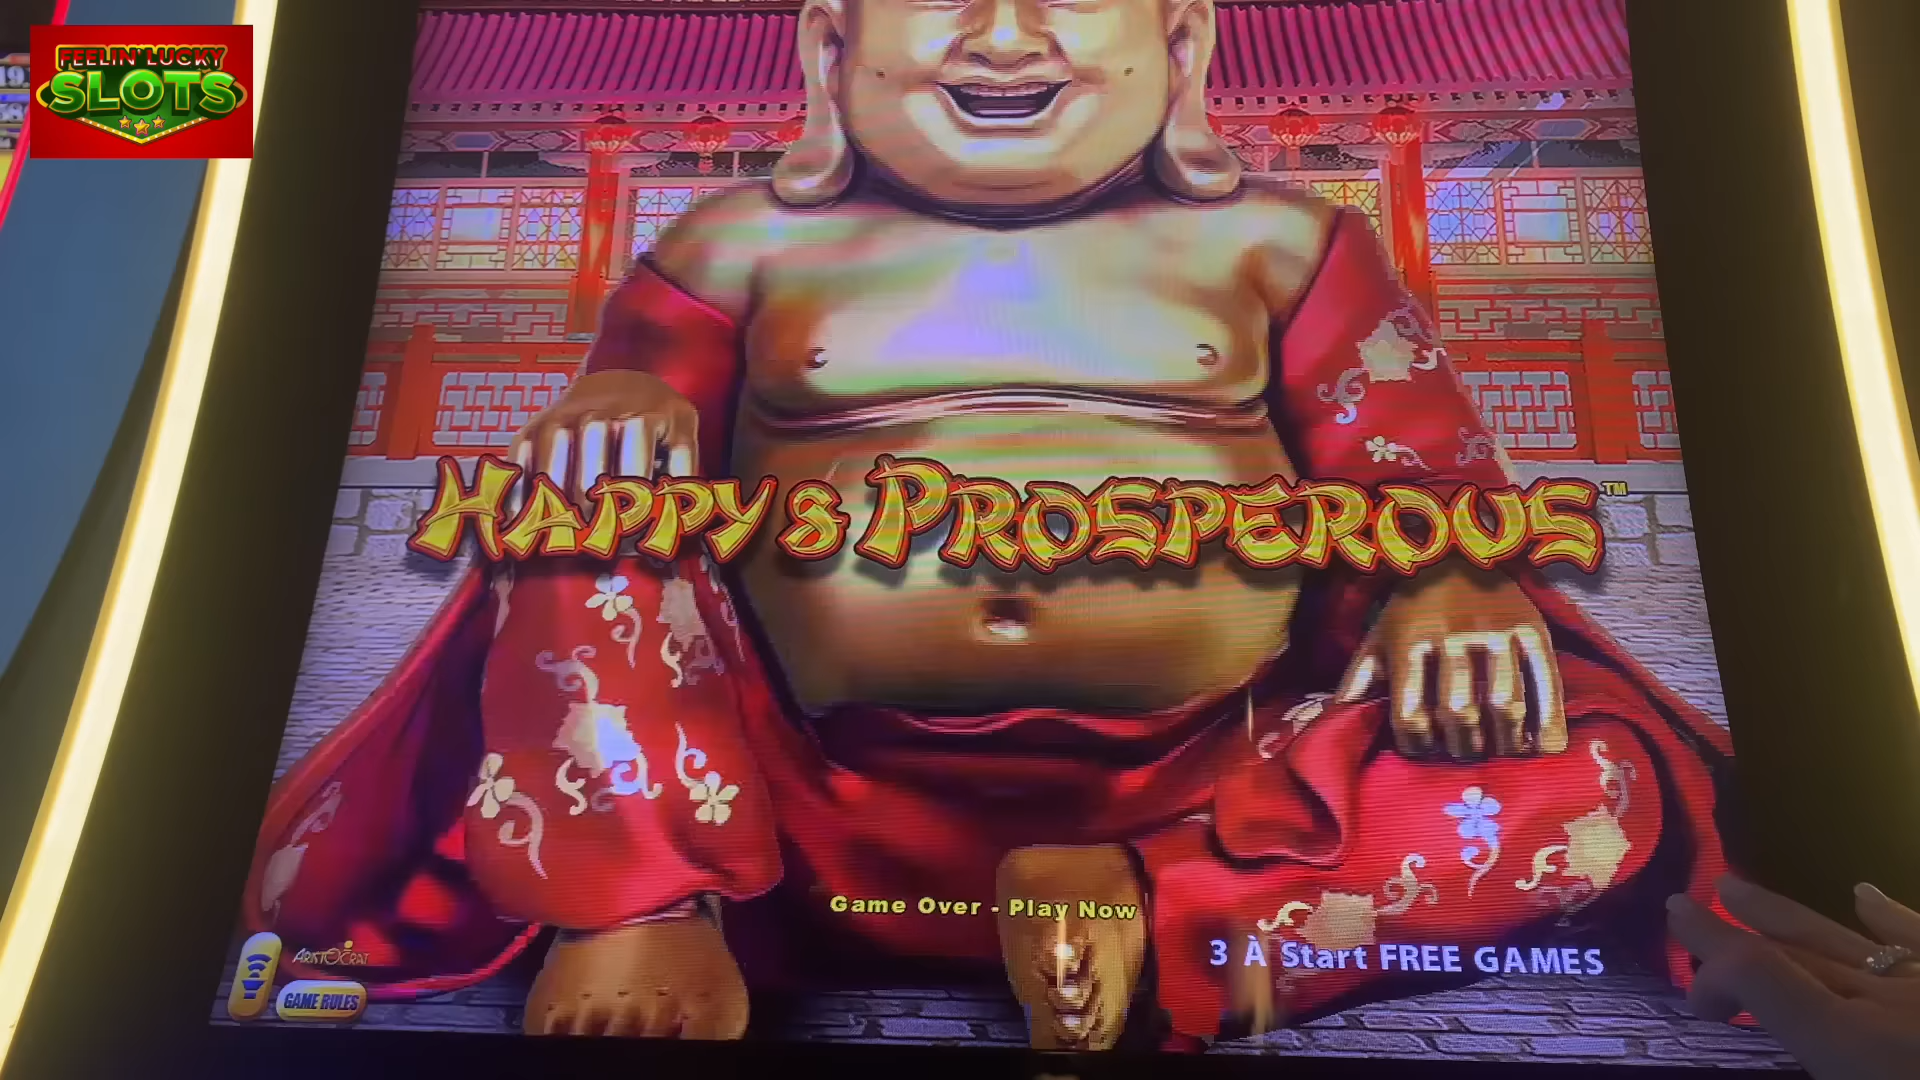 FEELIN' LUCKY
SLOTS
HAPPY & PROSPEROUS™
Game Over - Play Now
3 À Start FREE GAMES
ARISTOCRAT
GAME RULES